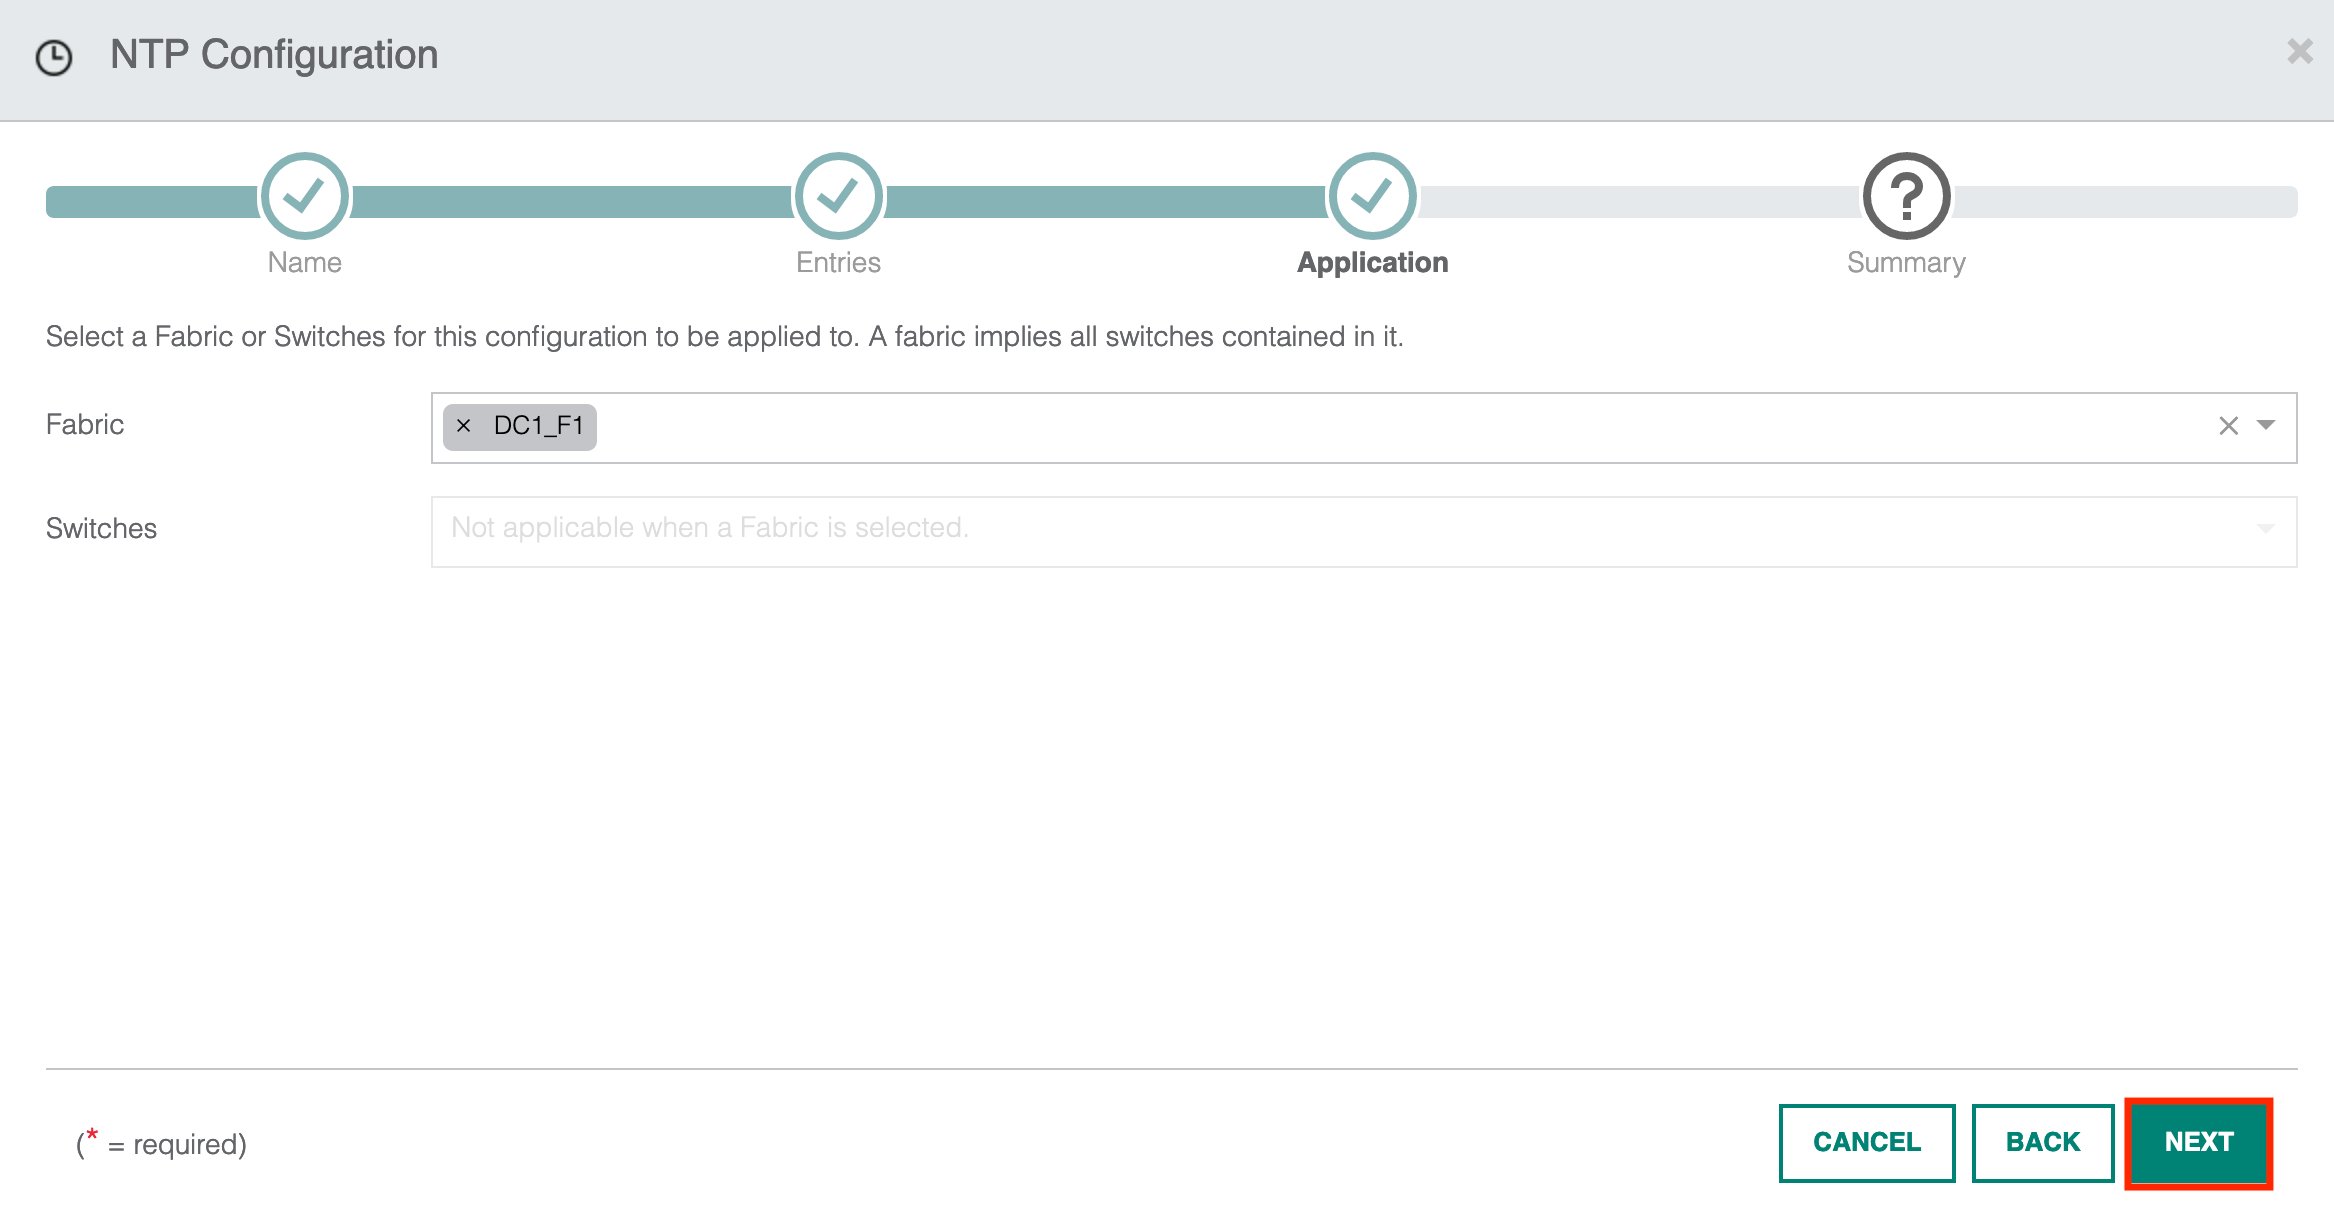 NTP Configuration
Name
Entries
Application
?
Summary
Select a Fabric or Switches for this configuration to be applied to. A fabric implies all switches contained in it.
Fabric
× DC1_F1
Switches
Not applicable when a Fabric is selected.
(* = required)
CANCEL
BACK
NEXT